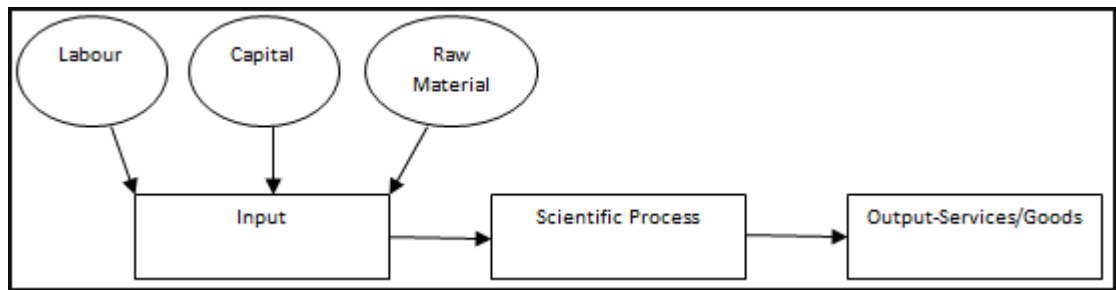 Labour
Capital
Raw
Material
Input
Scientific Process
Output-Services/Goods